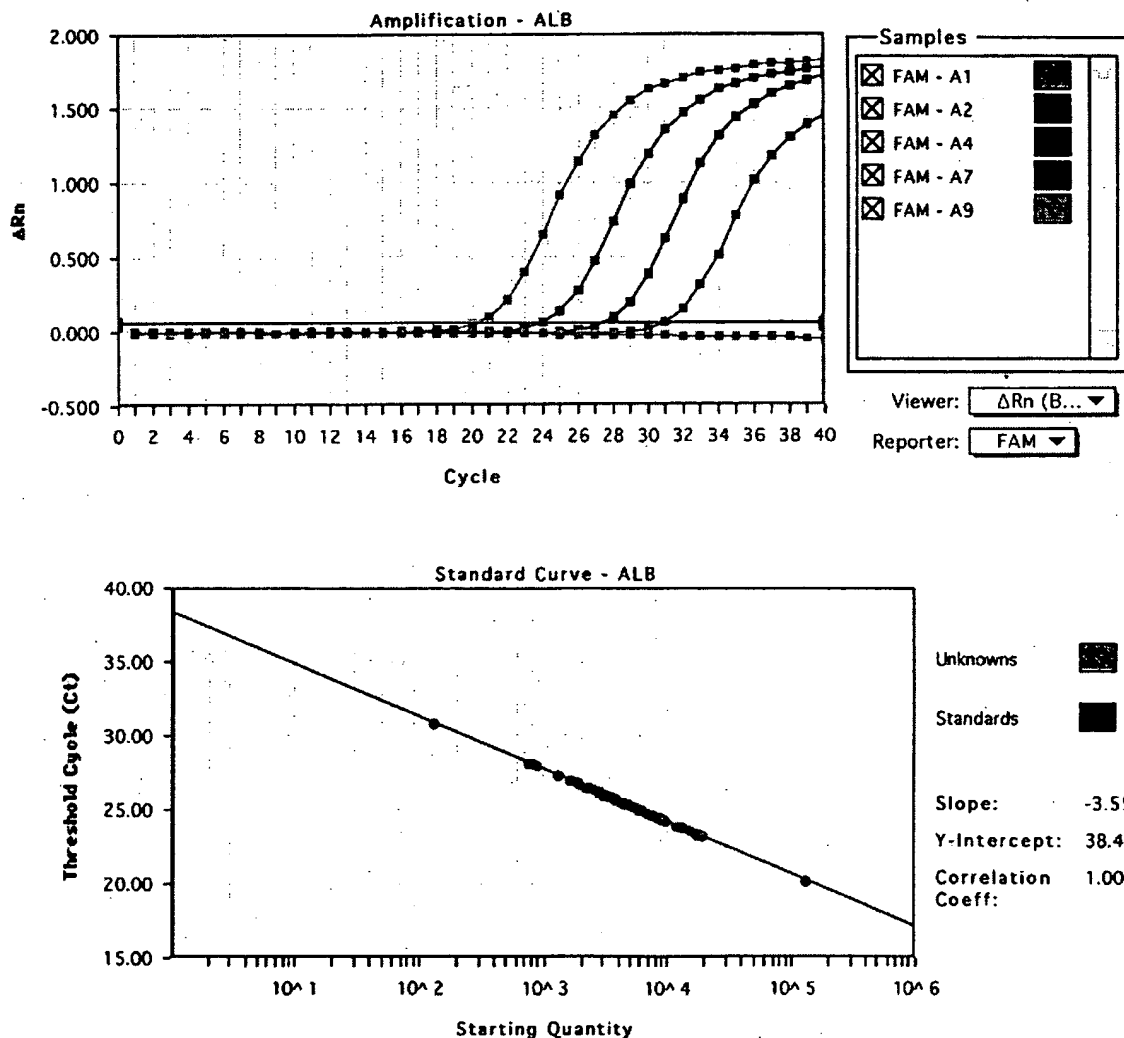 Amplification - ALB
2.000
1.500
1.000
0.500
0.000
-0.500
ΔRn
0 2 4 6 8 10 12 14 16 18 20 22 24 26 28 30 32 34 36 38 40
Cycle
Samples
FAM - A1
FAM - A2
FAM - A4
FAM - A7
FAM - A9
Viewer: ΔRn (B... ▼
Reporter: FAM ▼
Standard Curve - ALB
40.00
35.00
30.00
25.00
20.00
15.00
Threshold Cycle (Ct)
10^ 1 10^ 2 10^ 3 10^ 4 10^ 5 10^ 6
Starting Quantity
Unknowns
Standards
Slope:
Y-Intercept: 38.4
Correlation 1.00
Coeff: